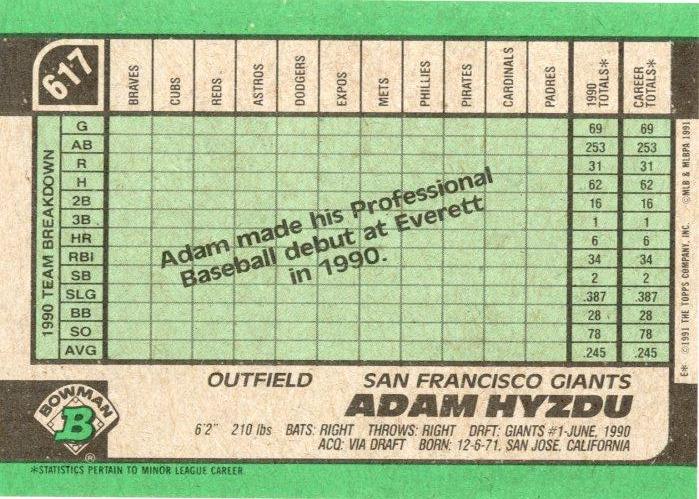 617
BRAVES CUBS REDS ASTROS DODGERS EXPOS METS PHILLIES PIRATES CARDINALS PADRES 1990 TOTALS* CAREER TOTALS*
1990 TEAM BREAKDOWN
G 69 69
AB 253 253
R 31 31
H 62 62
2B 16 16
3B 1 1
HR 6 6
RBI 34 34
SB 2 2
SLG .387 .387
BB 28 28
SO 78 78
AVG .245 .245
Adam made his Professional
Baseball debut at Everett
in 1990.
E* ©1991 THE TOPPS COMPANY, INC. ©MLB & MLBPA 1991
BOWMAN
B
®
OUTFIELD SAN FRANCISCO GIANTS
ADAM HYZDU
6'2" 210 lbs BATS: RIGHT THROWS: RIGHT DRFT: GIANTS #1-JUNE, 1990
ACQ: VIA DRAFT BORN: 12-6-71, SAN JOSE, CALIFORNIA
*STATISTICS PERTAIN TO MINOR LEAGUE CAREER